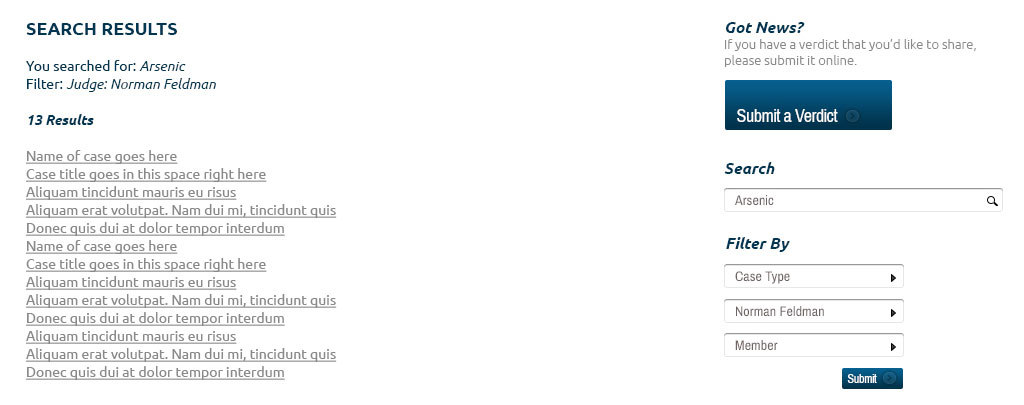 SEARCH RESULTS
You searched for: Arsenic
Filter: Judge: Norman Feldman
13 Results
Name of case goes here
Case title goes in this space right here
Aliquam tincidunt mauris eu risus
Aliquam erat volutpat. Nam dui mi, tincidunt quis
Donec quis dui at dolor tempor interdum
Name of case goes here
Case title goes in this space right here
Aliquam tincidunt mauris eu risus
Aliquam erat volutpat. Nam dui mi, tincidunt quis
Donec quis dui at dolor tempor interdum
Aliquam tincidunt mauris eu risus
Aliquam erat volutpat. Nam dui mi, tincidunt quis
Donec quis dui at dolor tempor interdum
Got News?
If you have a verdict that you'd like to share,
please submit it online.
Submit a Verdict
Search
Arsenic
Filter By
Case Type
Norman Feldman
Member
Submit